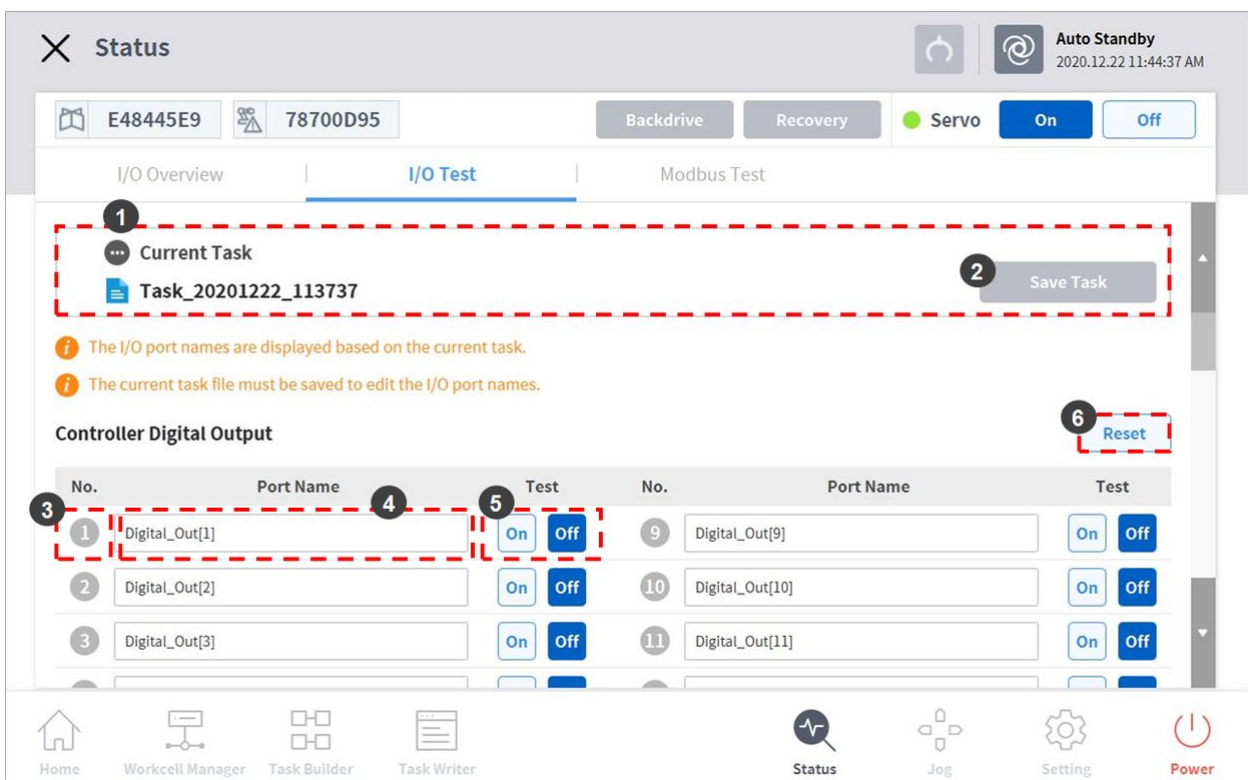 Status
Auto Standby
2020.12.22 11:44:37 AM
E48445E9 78700D95 Backdrive Recovery Servo On Off
I/O Overview I/O Test Modbus Test
1
Current Task
2
Save Task
Task_20201222_113737
i The I/O port names are displayed based on the current task.
i The current task file must be saved to edit the I/O port names.
Controller Digital Output
6
Reset
No. Port Name Test No. Port Name Test
3 4 5
1 Digital_Out[1] On Off 9 Digital_Out[9] On Off
2 Digital_Out[2] On Off 10 Digital_Out[10] On Off
3 Digital_Out[3] On Off 11 Digital_Out[11] On Off
Home Workcell Manager Task Builder Task Writer Status Jog Setting Power